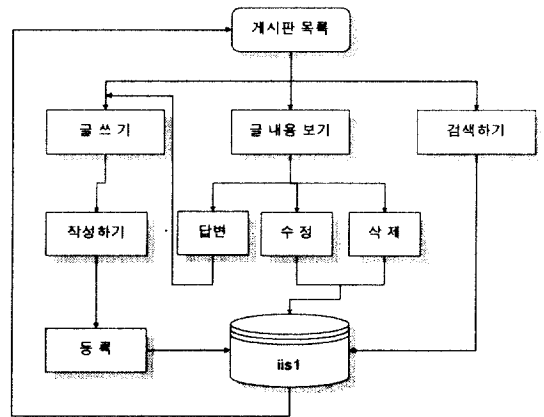 게시판 목록
글 쓰 기
글 내용 보기
검색하기
작성하기
답변
수 정
삭 제
등 록
iis1